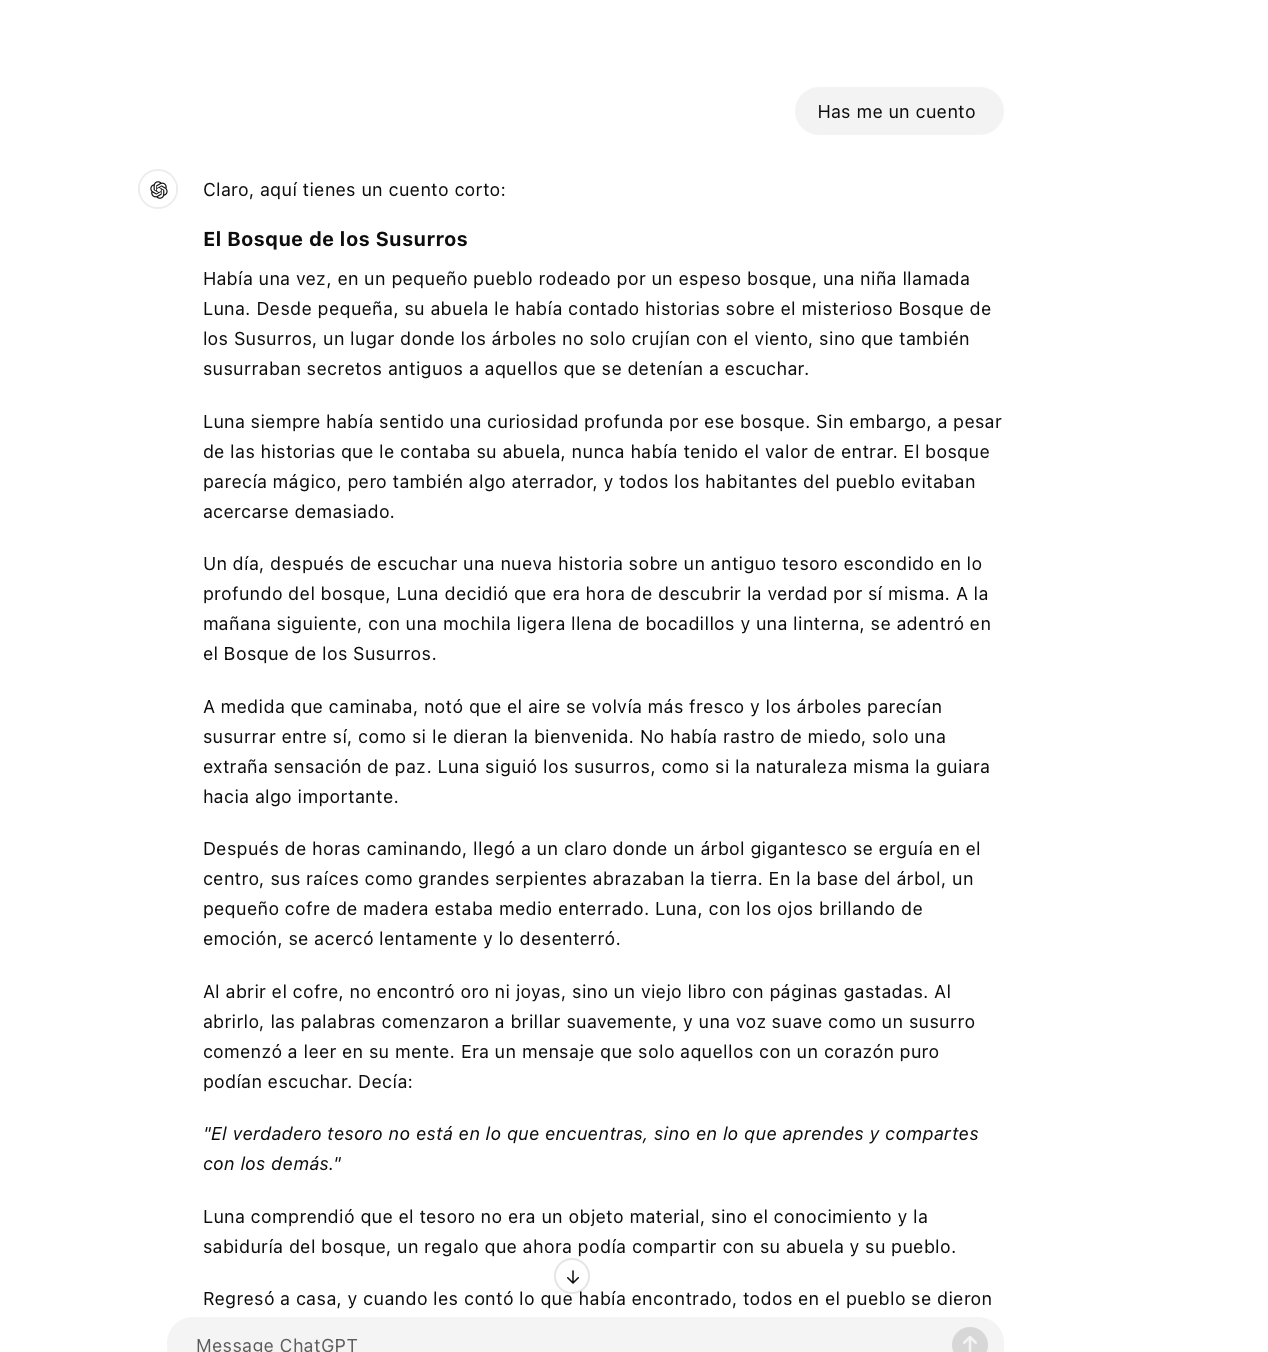 Has me un cuento
Claro, aquí tienes un cuento corto:
El Bosque de los Susurros
Había una vez, en un pequeño pueblo rodeado por un espeso bosque, una niña llamada
Luna. Desde pequeña, su abuela le había contado historias sobre el misterioso Bosque de
los Susurros, un lugar donde los árboles no solo crujían con el viento, sino que también
susurraban secretos antiguos a aquellos que se detenían a escuchar.
Luna siempre había sentido una curiosidad profunda por ese bosque. Sin embargo, a pesar
de las historias que le contaba su abuela, nunca había tenido el valor de entrar. El bosque
parecía mágico, pero también algo aterrador, y todos los habitantes del pueblo evitaban
acercarse demasiado.
Un día, después de escuchar una nueva historia sobre un antiguo tesoro escondido en lo
profundo del bosque, Luna decidió que era hora de descubrir la verdad por sí misma. A la
mañana siguiente, con una mochila ligera llena de bocadillos y una linterna, se adentró en
el Bosque de los Susurros.
A medida que caminaba, notó que el aire se volvía más fresco y los árboles parecían
susurrar entre sí, como si le dieran la bienvenida. No había rastro de miedo, solo una
extraña sensación de paz. Luna siguió los susurros, como si la naturaleza misma la guiara
hacia algo importante.
Después de horas caminando, llegó a un claro donde un árbol gigantesco se erguía en el
centro, sus raíces como grandes serpientes abrazaban la tierra. En la base del árbol, un
pequeño cofre de madera estaba medio enterrado. Luna, con los ojos brillando de
emoción, se acercó lentamente y lo desenterró.
Al abrir el cofre, no encontró oro ni joyas, sino un viejo libro con páginas gastadas. Al
abrirlo, las palabras comenzaron a brillar suavemente, y una voz suave como un susurro
comenzó a leer en su mente. Era un mensaje que solo aquellos con un corazón puro
podían escuchar. Decía:
"El verdadero tesoro no está en lo que encuentras, sino en lo que aprendes y compartes
con los demás."
Luna comprendió que el tesoro no era un objeto material, sino el conocimiento y la
sabiduría del bosque, un regalo que ahora podía compartir con su abuela y su pueblo.
Regresó a casa, y cuando les contó lo que había encontrado, todos en el pueblo se dieron
Message ChatGPT